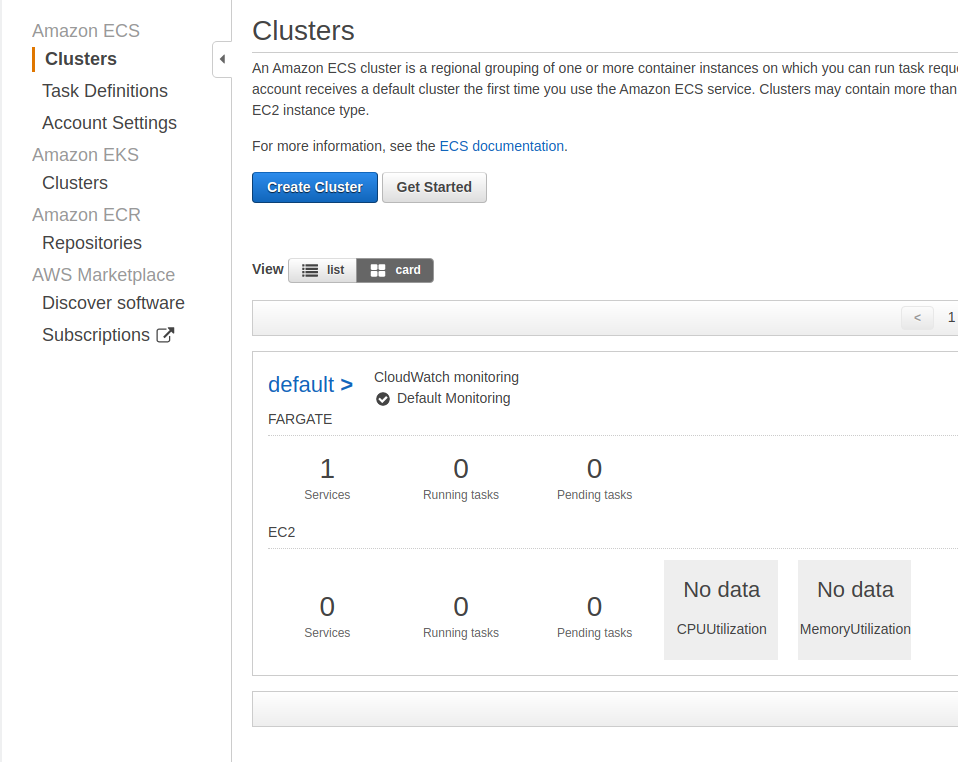 Amazon ECS
Clusters
Task Definitions
Account Settings
Amazon EKS
Clusters
Amazon ECR
Repositories
AWS Marketplace
Discover software
Subscriptions
Clusters
An Amazon ECS cluster is a regional grouping of one or more container instances on which you can run task reque
account receives a default cluster the first time you use the Amazon ECS service. Clusters may contain more than
EC2 instance type.
For more information, see the ECS documentation.
Create Cluster Get Started
View list card
< 1
default > CloudWatch monitoring
Default Monitoring
FARGATE
1 0 0
Services Running tasks Pending tasks
EC2
No data No data
0 0 0
CPUUtilization MemoryUtilization
Services Running tasks Pending tasks